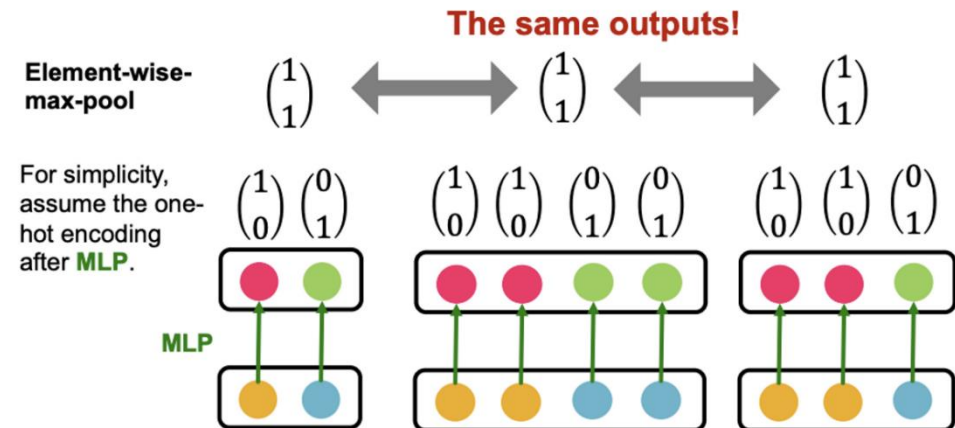 The same outputs!
Element-wise-
max-pool
(1 1) (1 1) (1 1)
For simplicity,
assume the one-
hot encoding
after MLP.
(1 0) (0 1) (1 0) (1 0) (0 1) (0 1) (1 0) (1 0) (0 1)
MLP